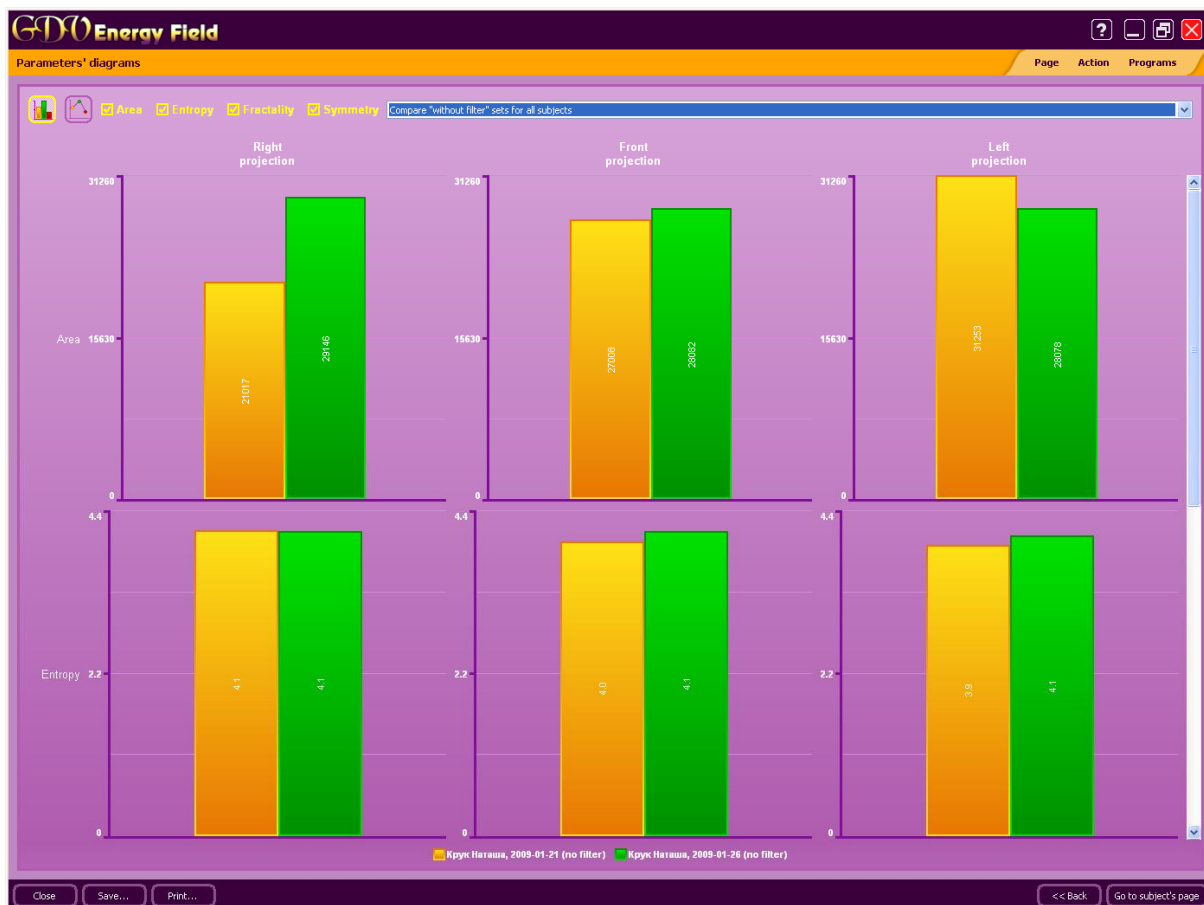 GDV Energy Field
?
Parameters' diagrams
Page Action Programs
Area Entropy Fractality Symmetry Compare "without filter" sets for all subjects
Right
projection
Front
projection
Left
projection
31260
31260
31260
Area 15630
15630
15630
21017
29146
27008
28082
31253
28078
0
0
0
4.4
4.4
4.4
Entropy 2.2
2.2
2.2
4.1
4.1
4.0
4.1
3.9
4.1
0
0
0
Крук Наташа, 2009-01-21 (no filter) Крук Наташа, 2009-01-26 (no filter)
Close Save... Print... << Back Go to subject's page